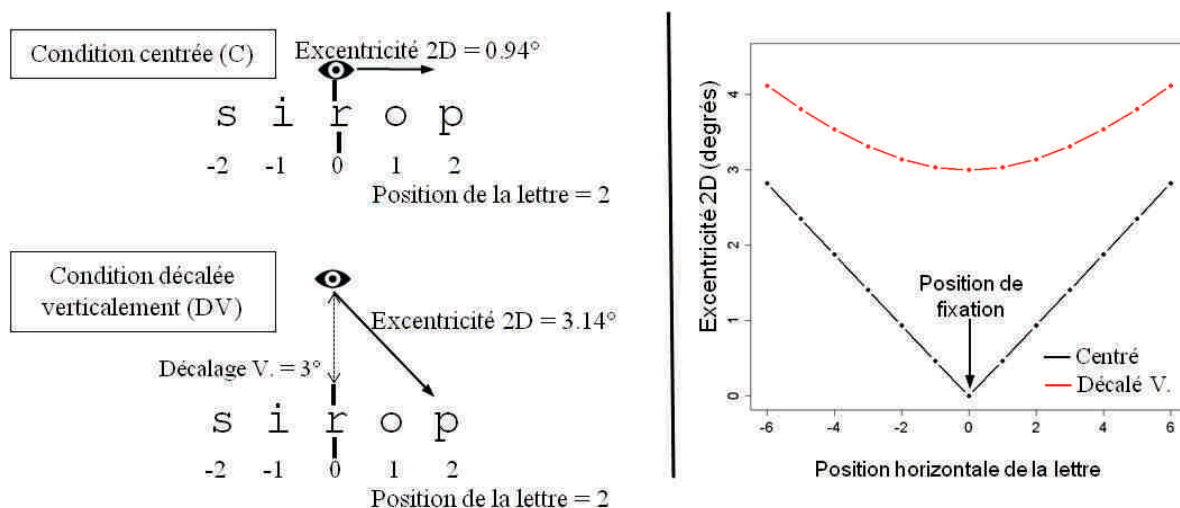 Condition centrée (C)
Excentricité 2D = 0.94°
s i r o p
-2 -1 0 1 2
Position de la lettre = 2
Condition décalée
verticalement (DV)
Excentricité 2D = 3.14°
Décalage V. = 3°
s i r o p
-2 -1 0 1 2
Position de la lettre = 2
Excentricité 2D (degrés)
4
3
2
1
0
Position de
fixation
Centré
Décalé V.
-6 -4 -2 0 2 4 6
Position horizontale de la lettre